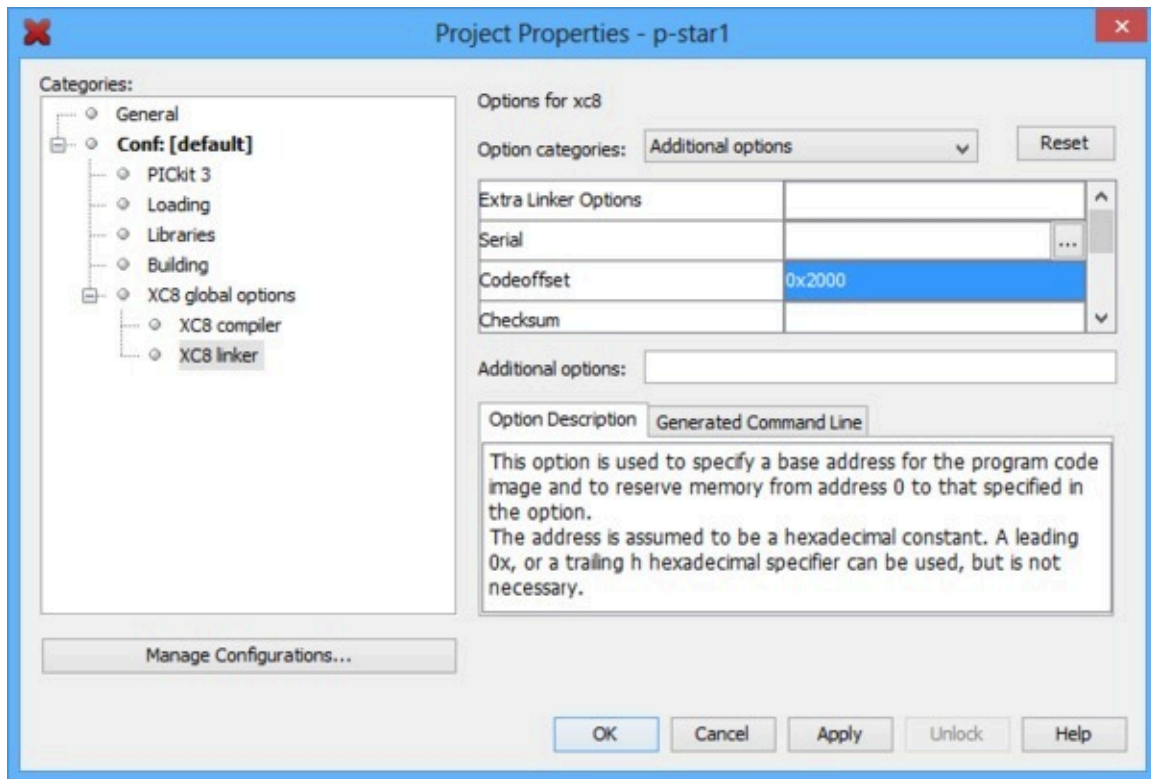 Project Properties - p-star1
Categories:
General
Conf: [default]
PICkit 3
Loading
Libraries
Building
XC8 global options
XC8 compiler
XC8 linker
Manage Configurations...
Options for xc8
Option categories: Additional options Reset
Extra Linker Options
Serial ...
Codeoffset 0x2000
Checksum
Additional options:
Option Description Generated Command Line
This option is used to specify a base address for the program code
image and to reserve memory from address 0 to that specified in
the option.
The address is assumed to be a hexadecimal constant. A leading
0x, or a trailing h hexadecimal specifier can be used, but is not
necessary.
OK Cancel Apply Unlock Help